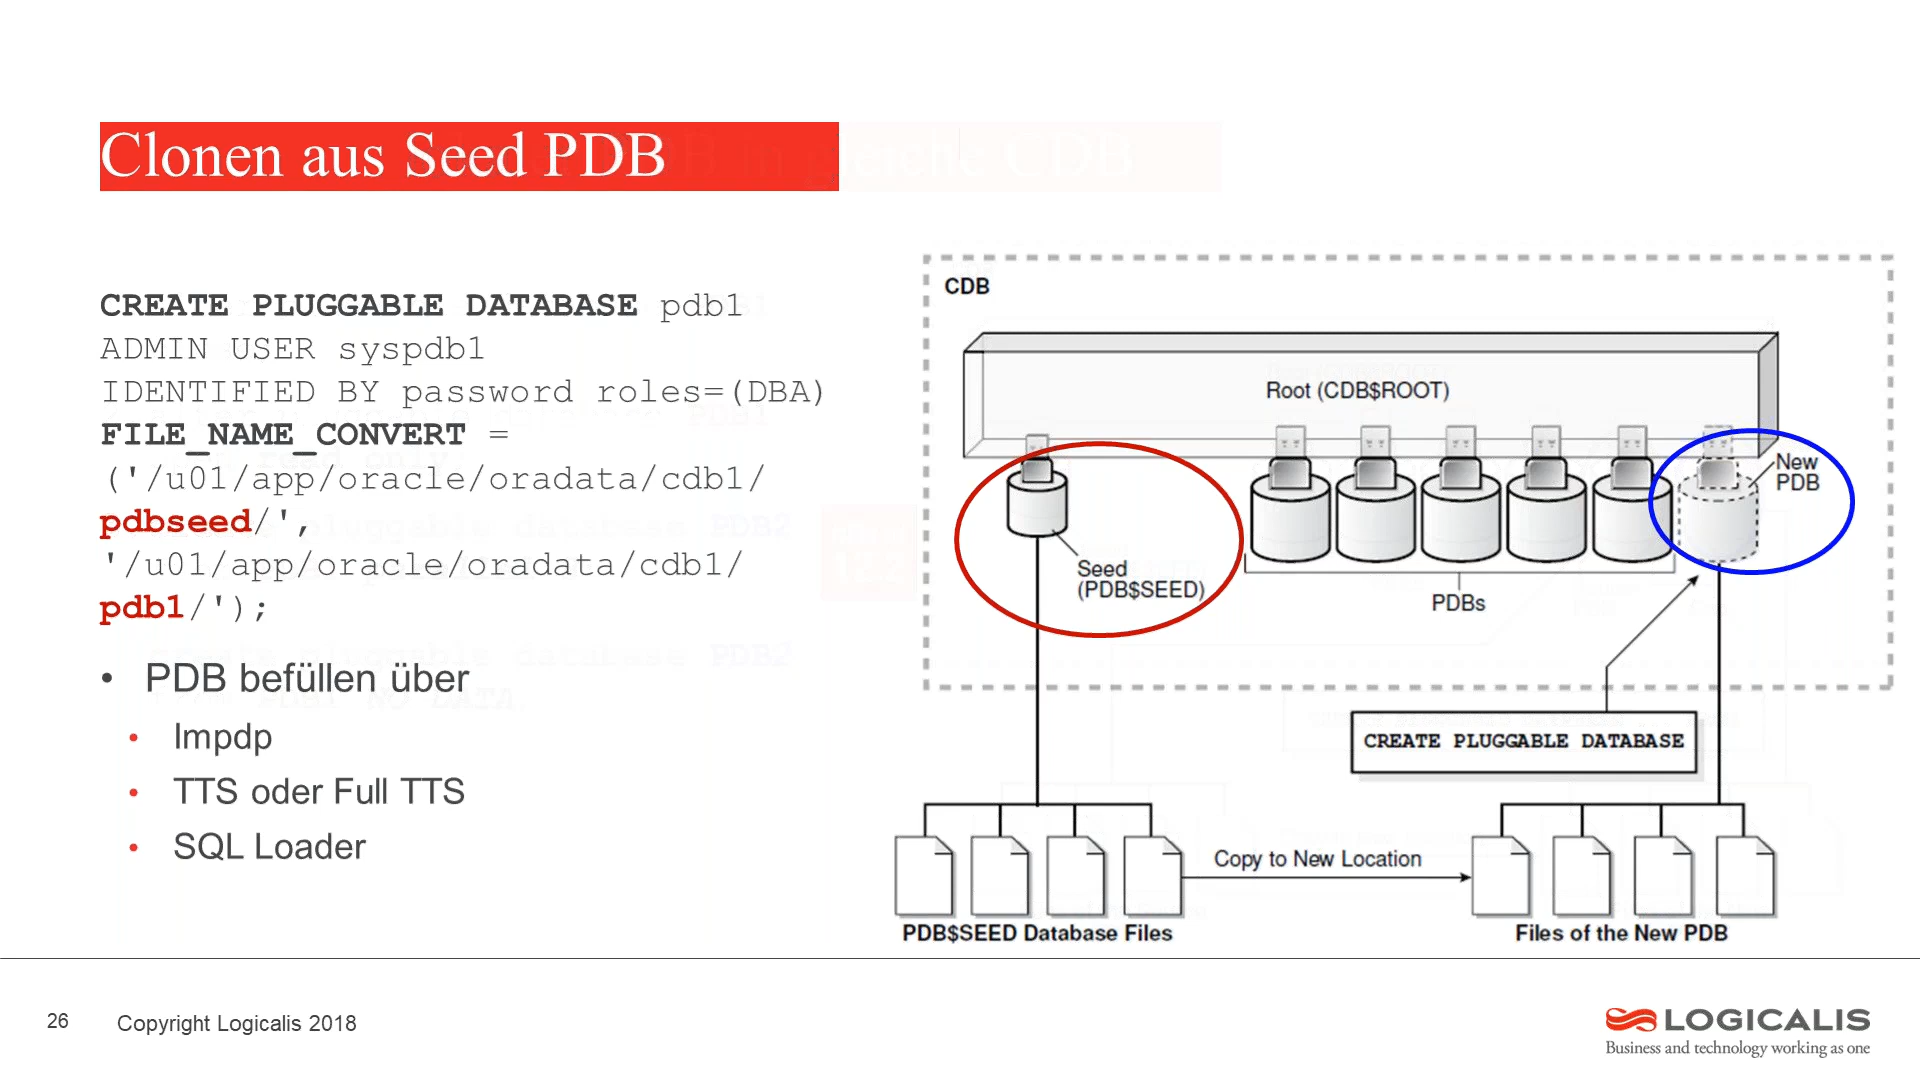 Clonen aus Seed PDB
CREATE PLUGGABLE DATABASE pdb1
ADMIN USER syspdb1
IDENTIFIED BY password roles=(DBA)
FILE_NAME_CONVERT =
('/u01/app/oracle/oradata/cdb1/
pdbseed/',
'/u01/app/oracle/oradata/cdb1/
pdb1/');
• PDB befüllen über
• Impdp
• TTS oder Full TTS
• SQL Loader
CDB
Root (CDB$ROOT)
New
PDB
Seed
(PDB$SEED)
PDBs
CREATE PLUGGABLE DATABASE
Copy to New Location
PDB$SEED Database Files
Files of the New PDB
26
Copyright Logicalis 2018
LOGICALIS
Business and technology working as one